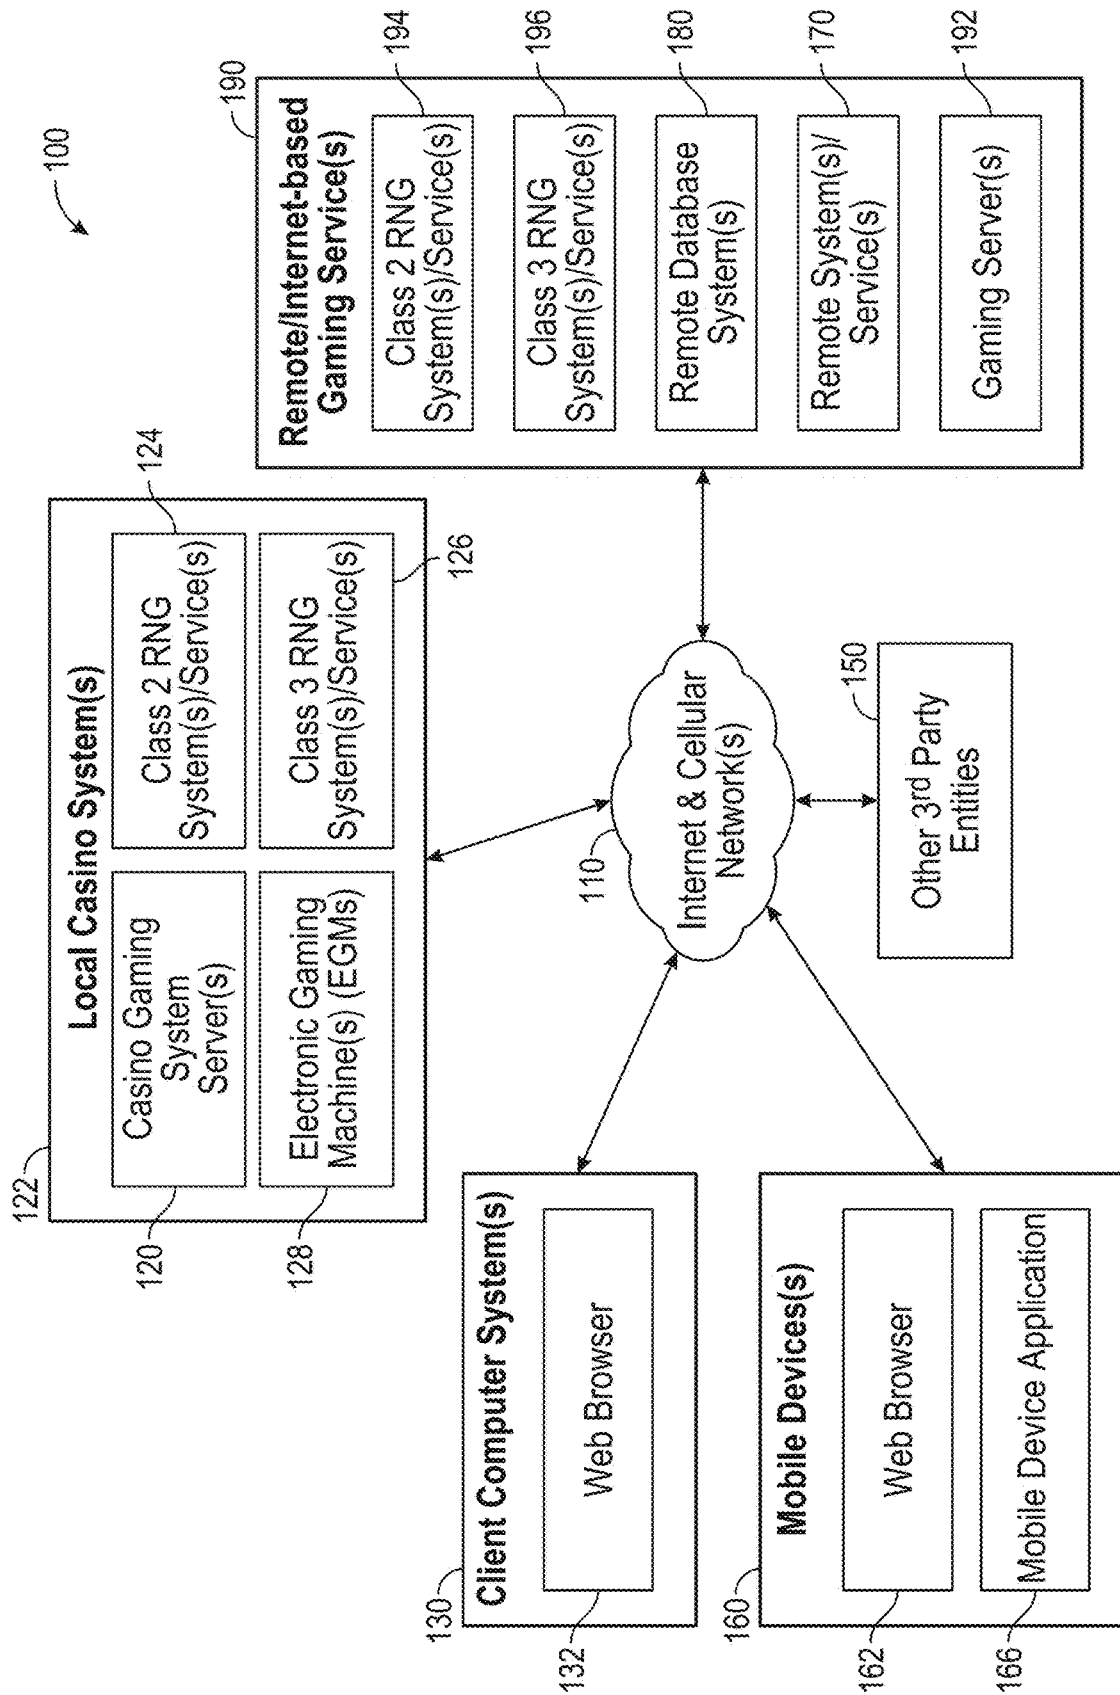 100
122
Local Casino System(s)
120
Casino Gaming
System
Server(s)
124
Class 2 RNG
System(s)/Service(s)
128
Electronic Gaming
Machine(s) (EGMs)
126
Class 3 RNG
System(s)/Service(s)
190
Remote/Internet-based
Gaming Service(s)
194
Class 2 RNG
System(s)/Service(s)
196
Class 3 RNG
System(s)/Service(s)
180
Remote Database
System(s)
170
Remote System(s)/
Service(s)
192
Gaming Server(s)
130
Client Computer System(s)
132
Web Browser
110
Internet & Cellular
Network(s)
150
Other 3rd Party
Entities
160
Mobile Devices(s)
162
Web Browser
166
Mobile Device Application